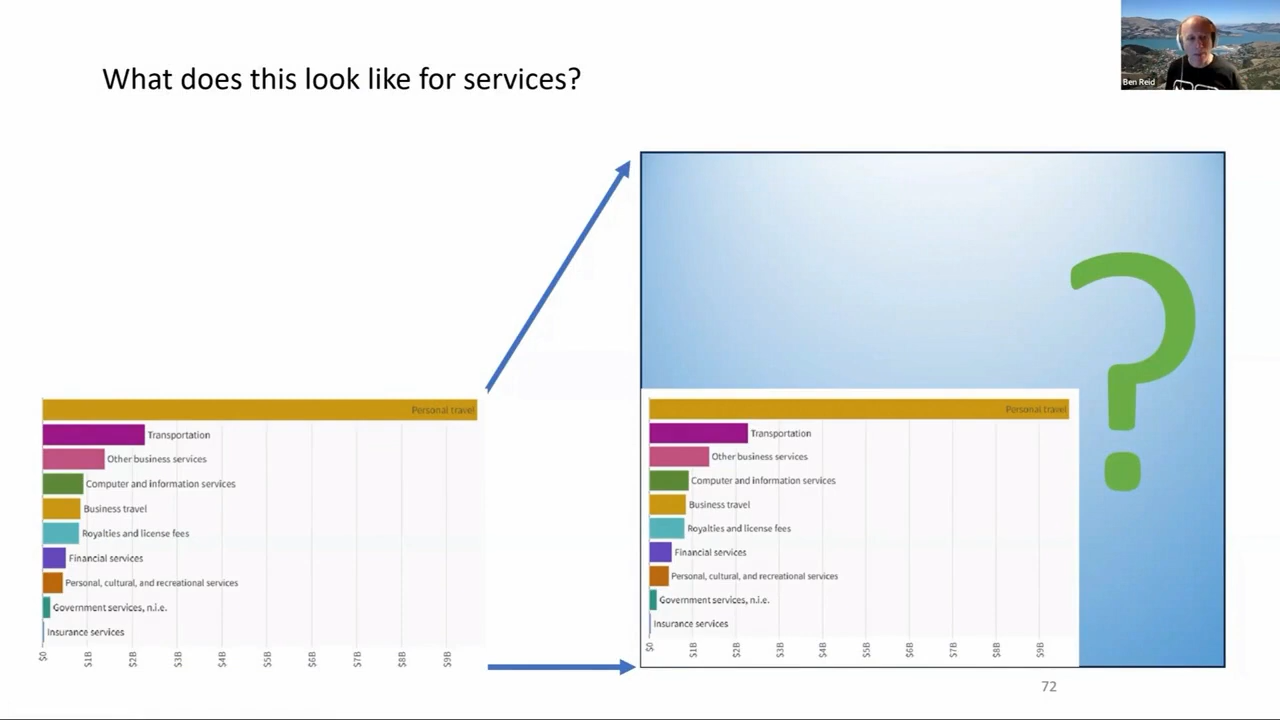 Ben Reid
What does this look like for services?
Personal travel
Transportation
Other business services
Computer and information services
Business travel
Royalties and license fees
Financial services
Personal, cultural, and recreational services
Government services, n.i.e.
Insurance services
$0 $1B $2B $3B $4B $5B $6B $7B $8B $9B
?
Personal travel
Transportation
Other business services
Computer and information services
Business travel
Royalties and license fees
Financial services
Personal, cultural, and recreational services
Government services, n.i.e.
Insurance services
$0 $1B $2B $3B $4B $5B $6B $7B $8B $9B
72